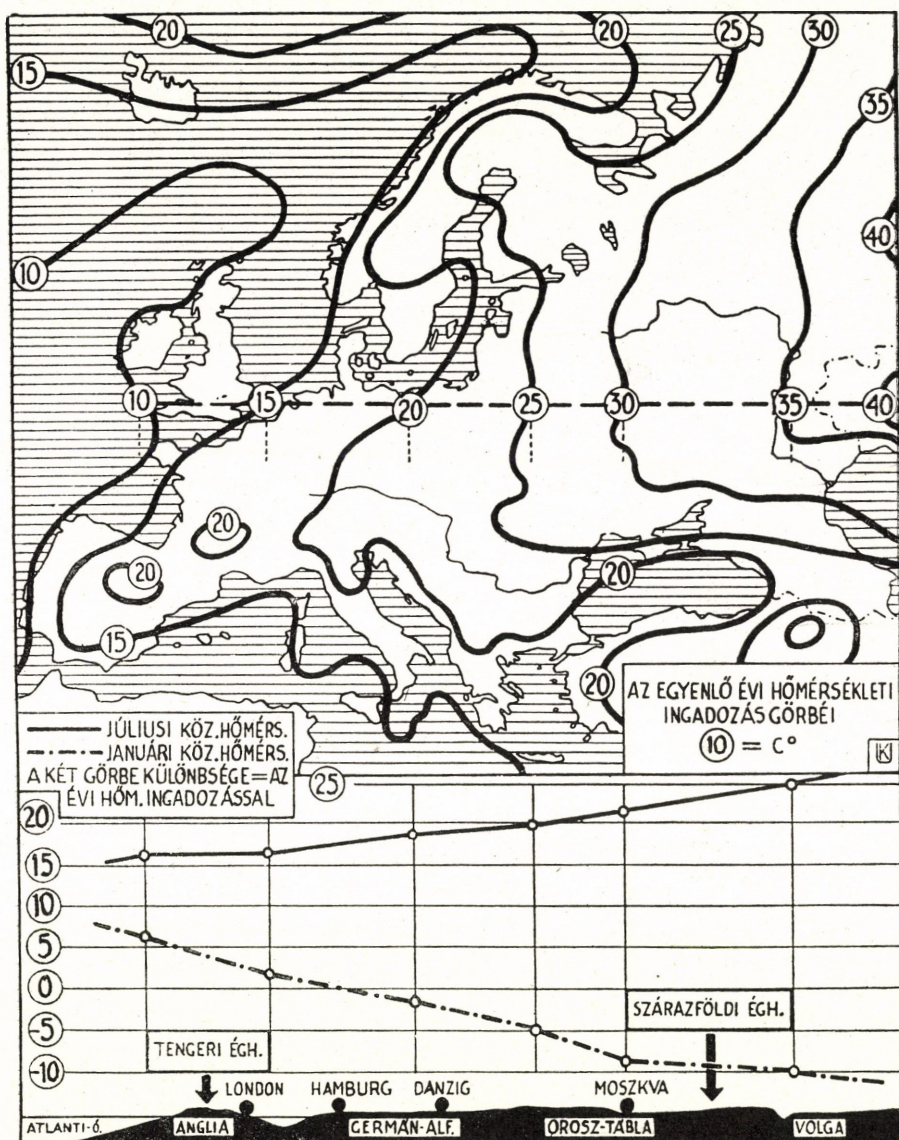 20
20
25
30
15
35
10
40
10
15
20
25
30
35
40
20
20
20
15
20
AZ EGYENLŐ ÉVI HŐMÉRSÉKLETI
INGADOZÁS GÖRBÉI
10 = C°
JÚLIUSI KÖZ.HŐMÉRS.
JANUÁRI KÖZ.HŐMÉRS.
A KÉT GÖRBE KÜLÖNBSÉGE=AZ
ÉVI HŐM. INGADOZÁSSAL
25
20
15
10
5
0
-5
-10
TENGERI ÉGH.
SZÁRAZFÖLDI ÉGH.
LONDON HAMBURG DANZIG MOSZKVA
ATLANTI-Ó. ANGLIA GERMÁN-ALF. OROSZ-TÁBLA VOLGA